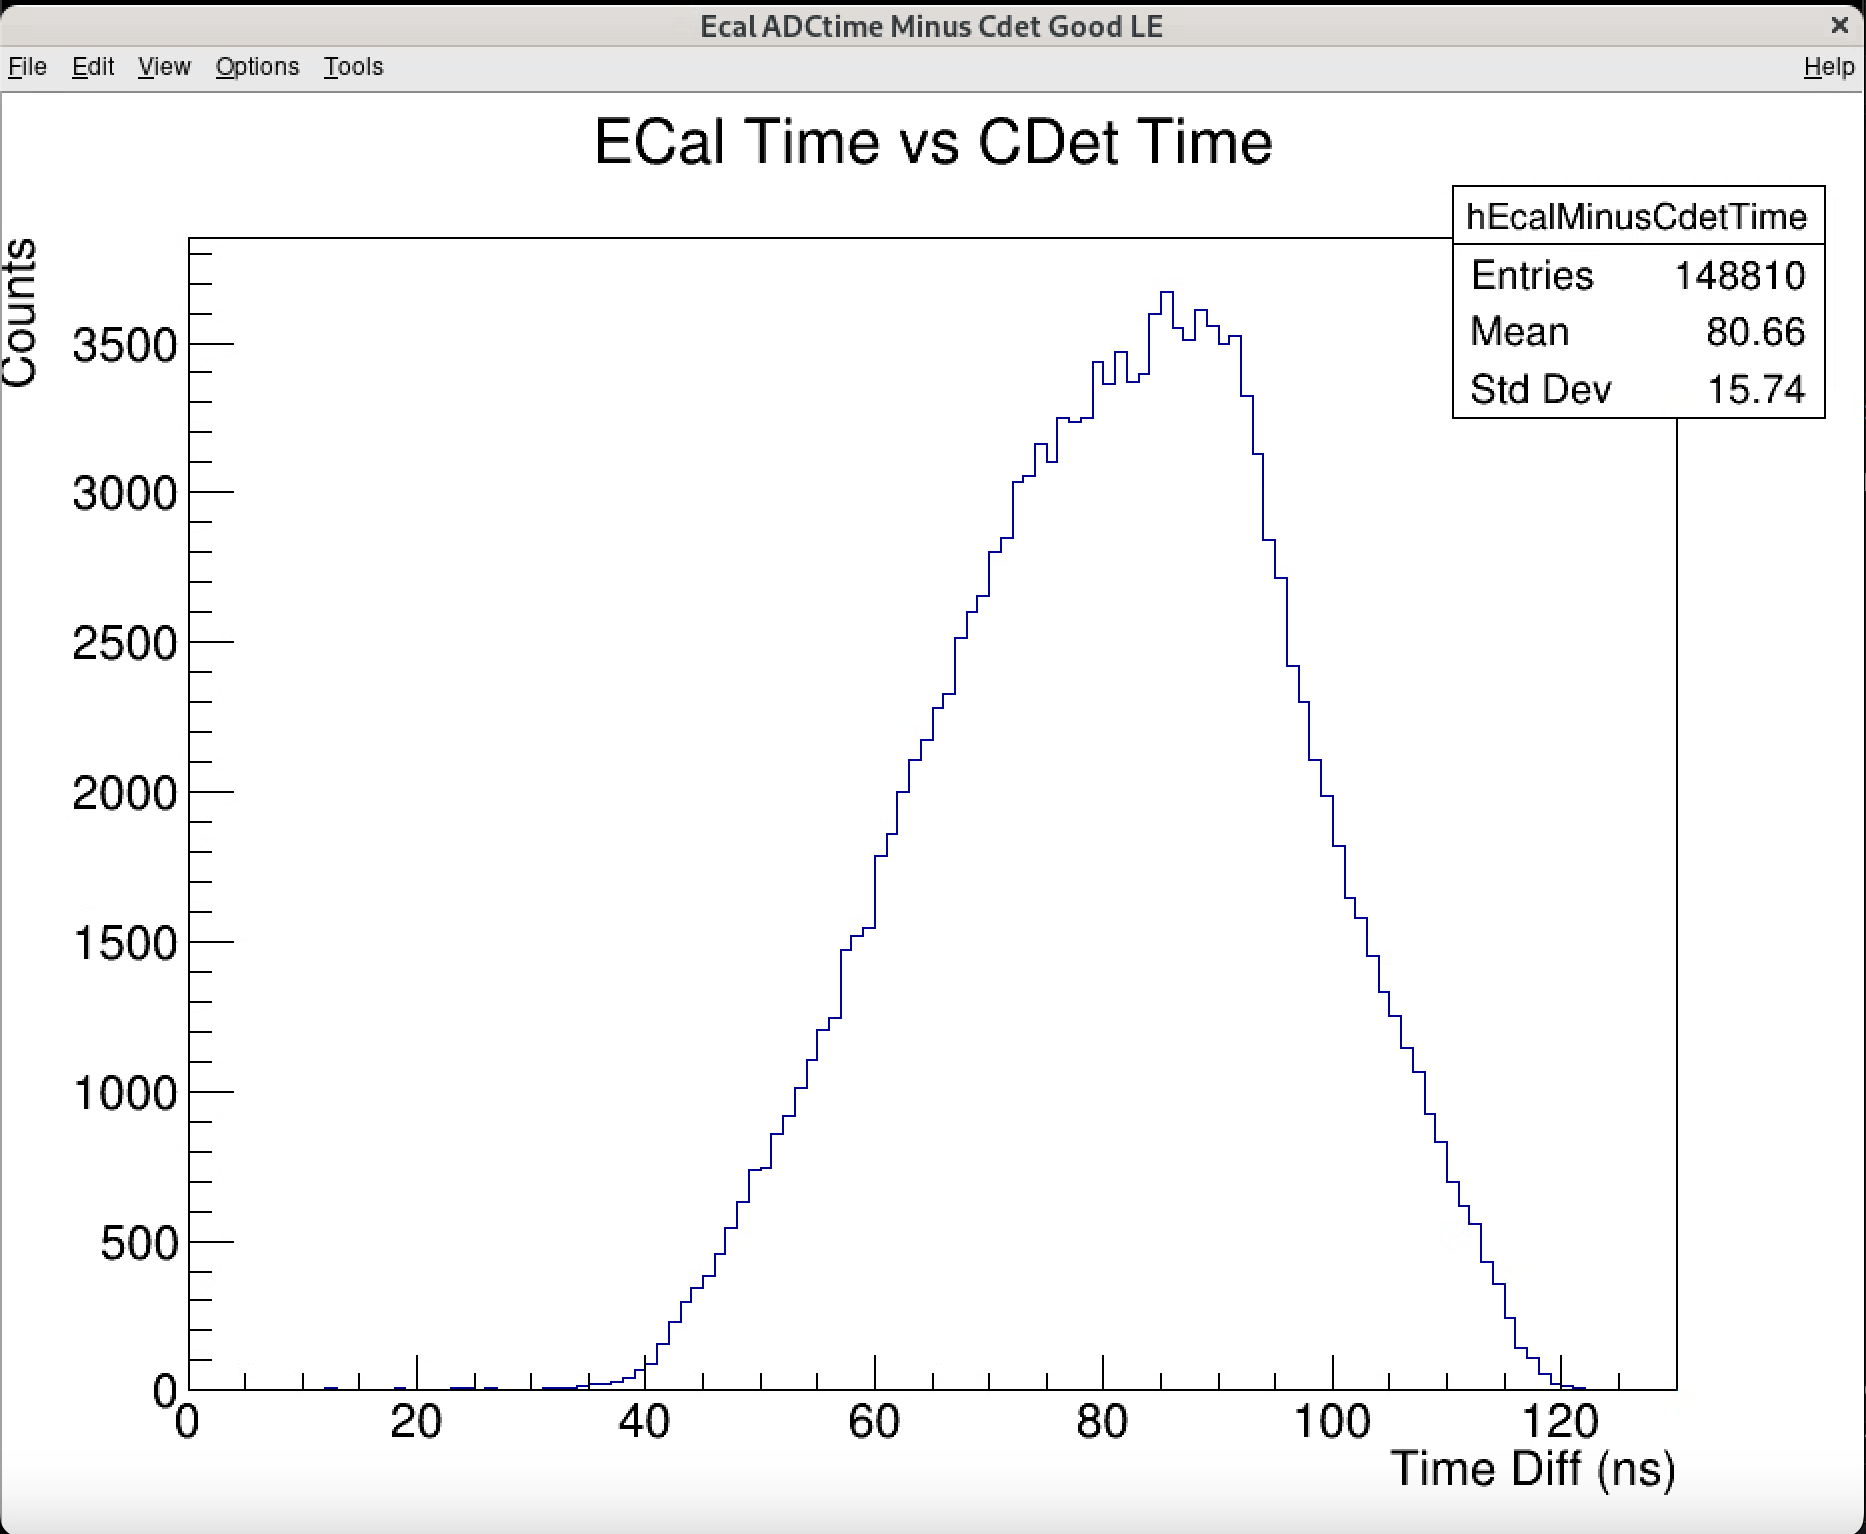 Ecal ADCtime Minus Cdet Good LE ×
File Edit View Options Tools Help
ECal Time vs CDet Time
hEcalMinusCdetTime
Entries 148810
Mean 80.66
Std Dev 15.74
Counts
3500
3000
2500
2000
1500
1000
500
0
0 20 40 60 80 100 120
Time Diff (ns)